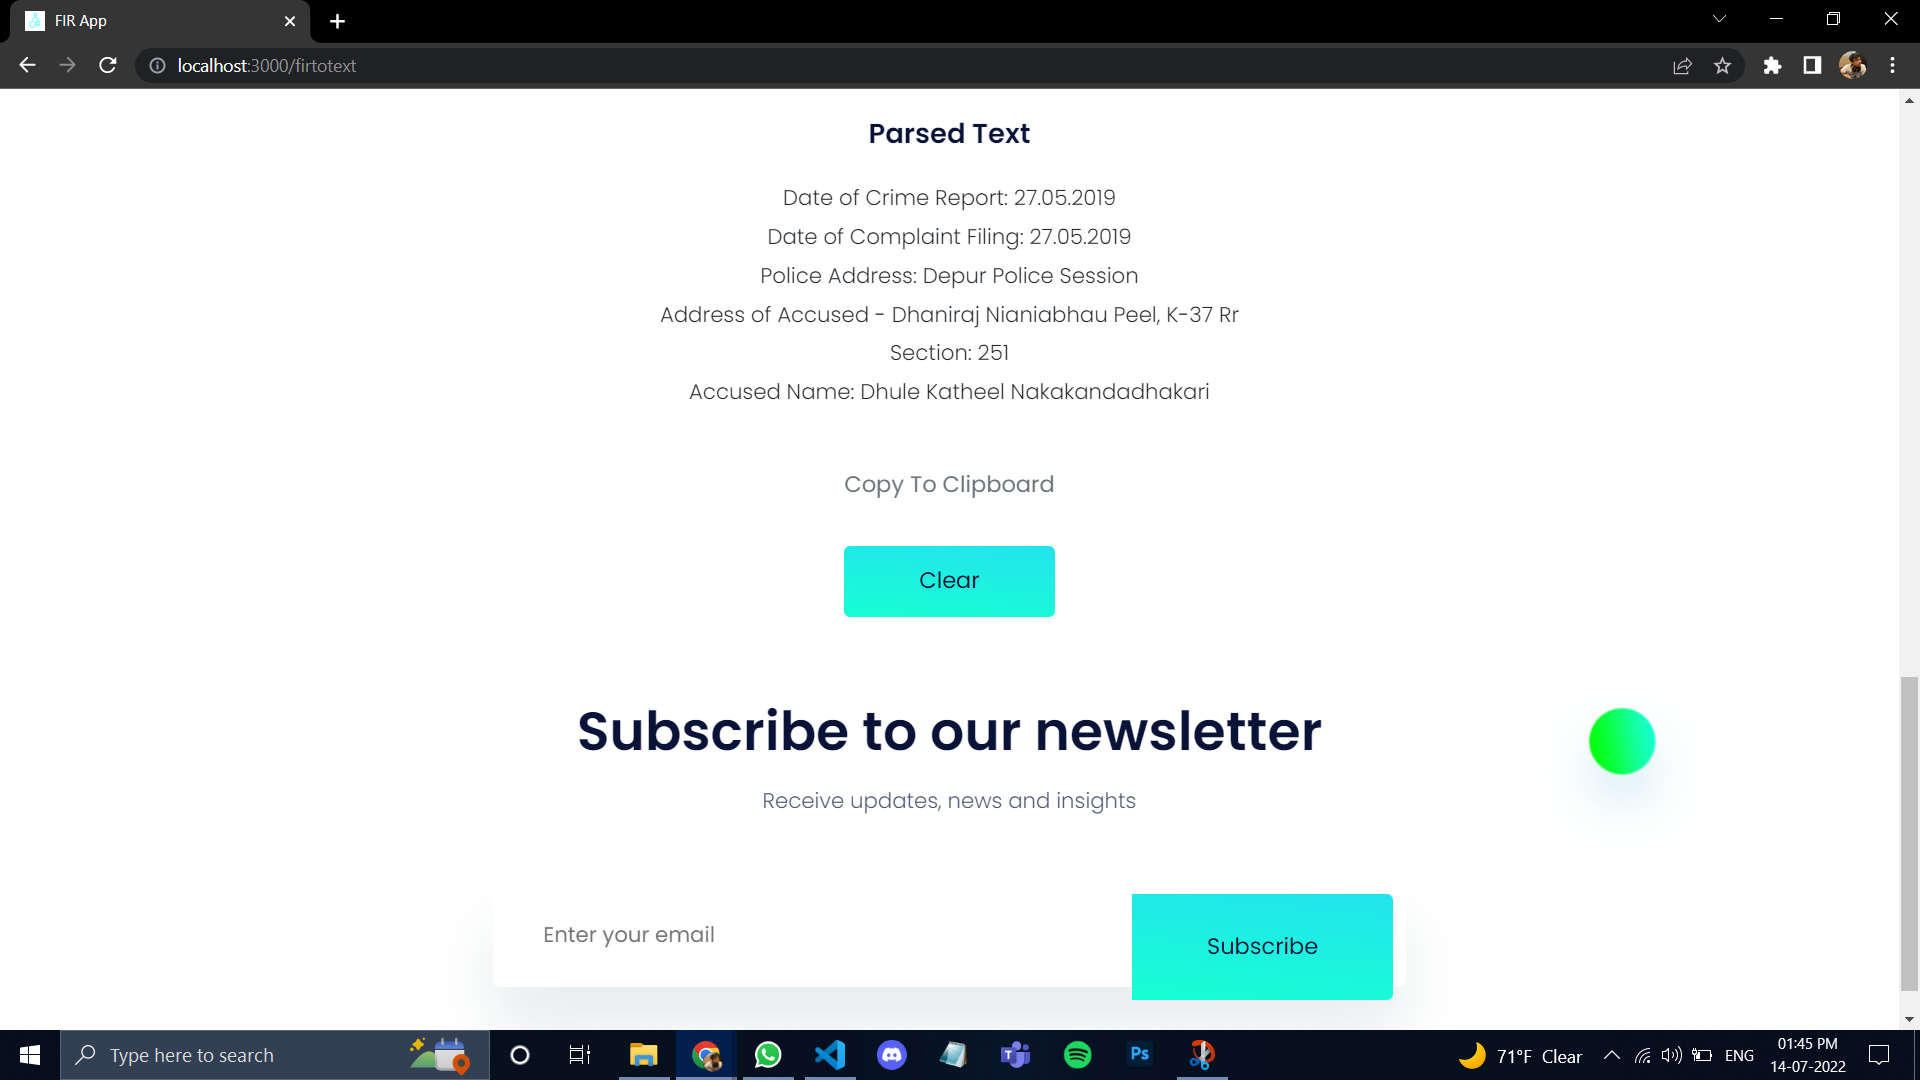 FIR App
localhost:3000/firtotext
Parsed Text
Date of Crime Report: 27.05.2019
Date of Complaint Filing: 27.05.2019
Police Address: Depur Police Session
Address of Accused - Dhaniraj Nianiabhau Peel, K-37 Rr
Section: 251
Accused Name: Dhule Katheel Nakakandadhakari
Copy To Clipboard
Clear
Subscribe to our newsletter
Receive updates, news and insights
Enter your email
Subscribe
Type here to search
Ps
71°F Clear
ENG
01:45 PM
14-07-2022